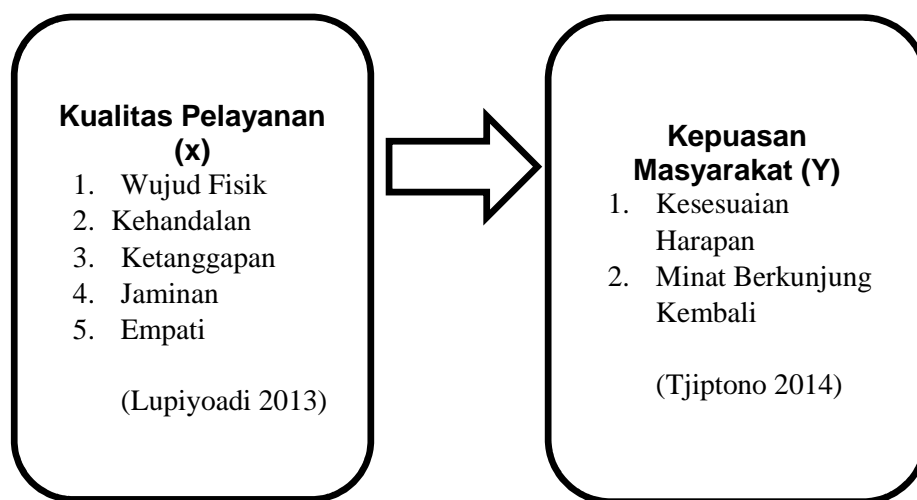 Kualitas Pelayanan
(x)
1. Wujud Fisik
2. Kehandalan
3. Ketanggapan
4. Jaminan
5. Empati
(Lupiyoadi 2013)
Kepuasan
Masyarakat (Y)
1. Kesesuaian
Harapan
2. Minat Berkunjung
Kembali
(Tjiptono 2014)